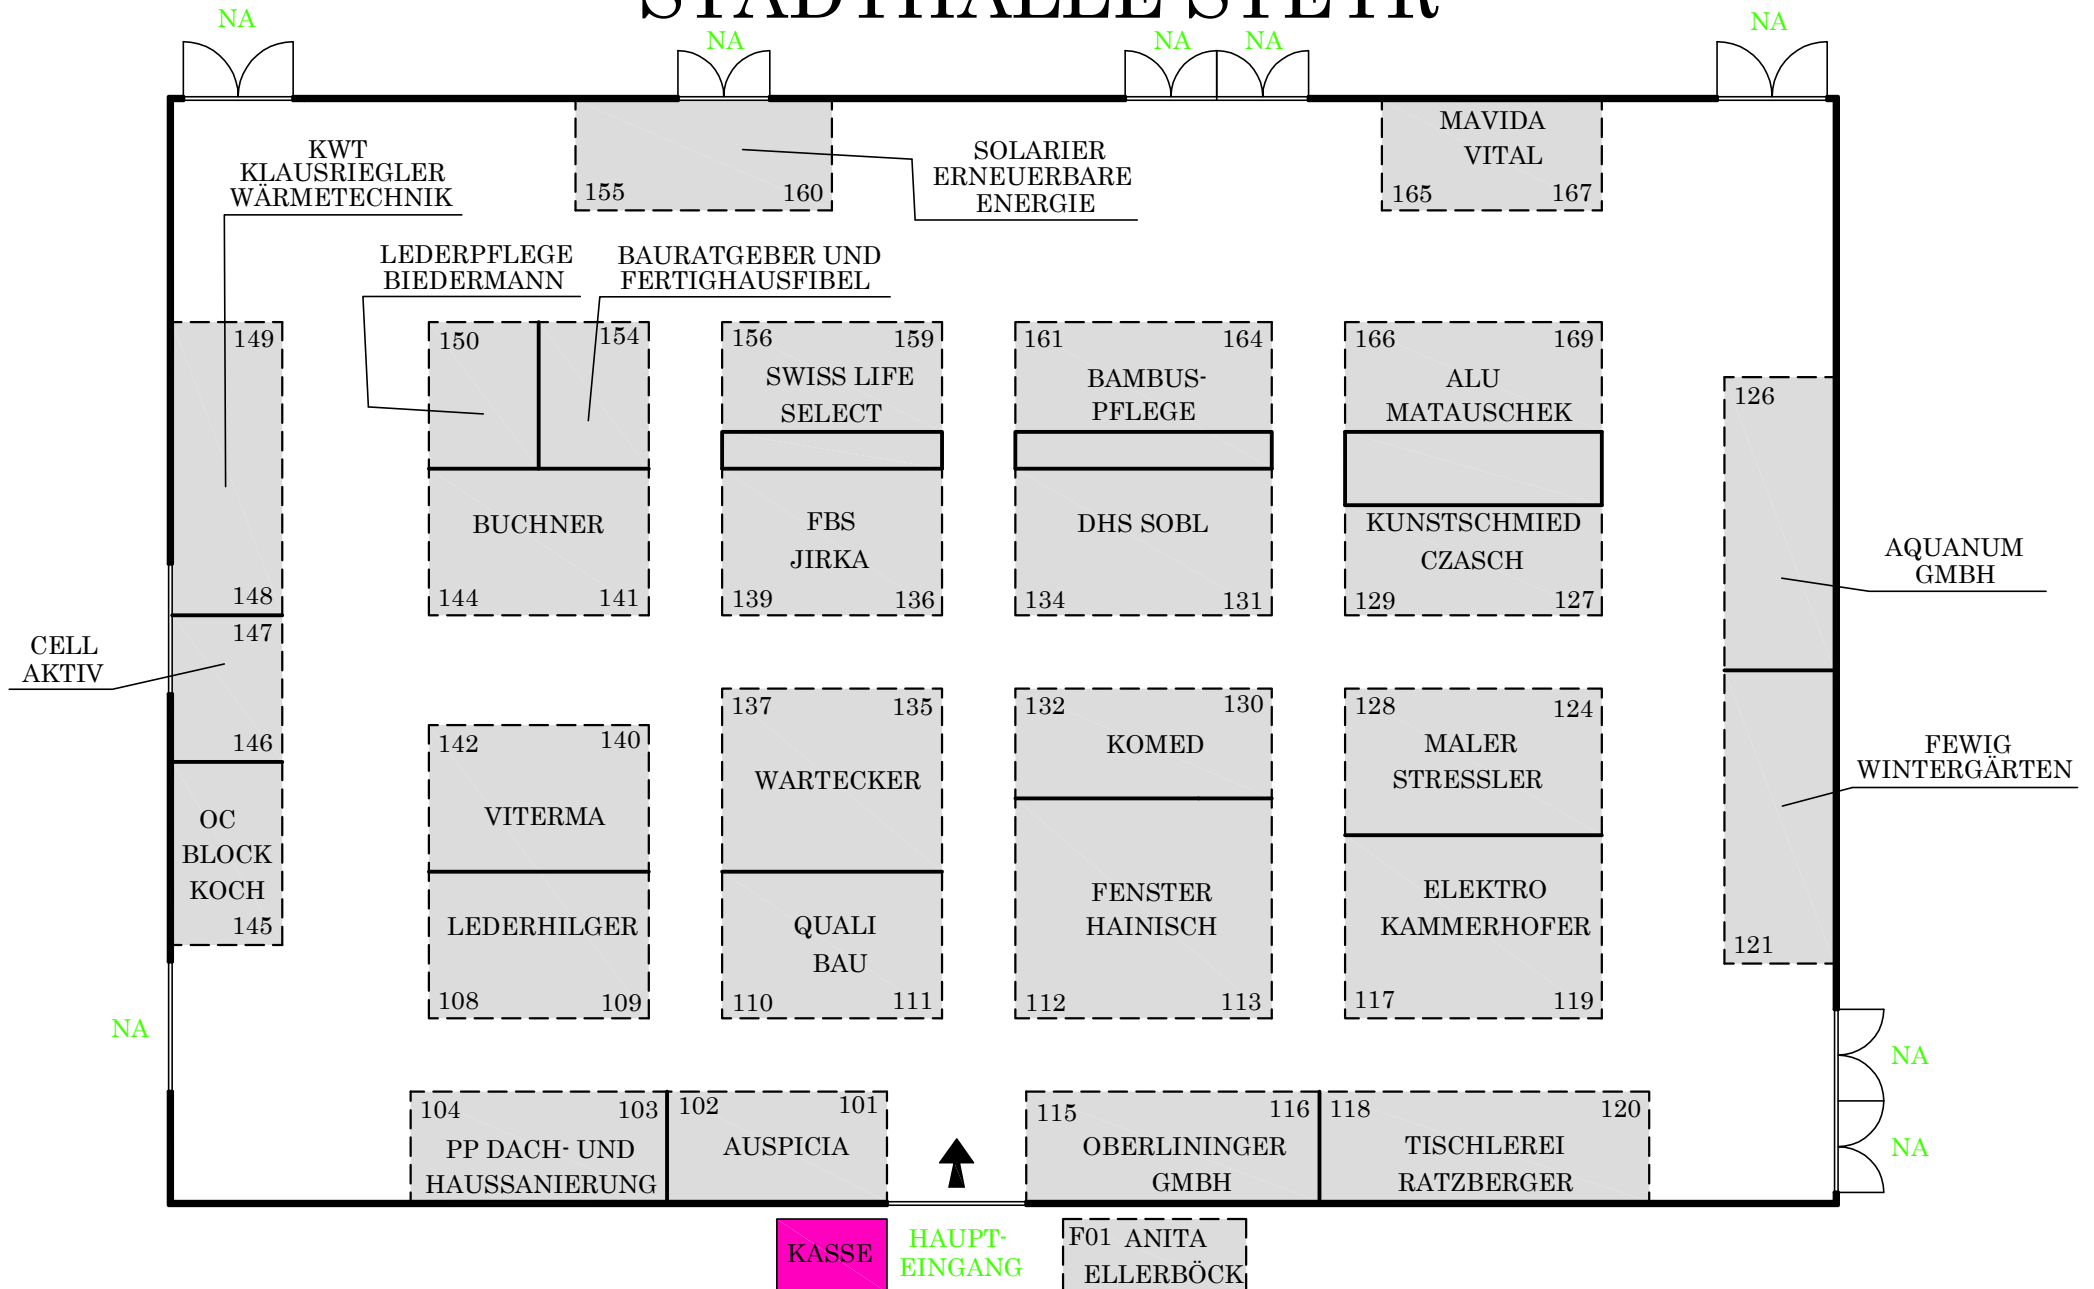 STADTHALLE STEYR
NA
NA
NA
NA
NA
KWT
KLAUSRIEGLER
WÄRMETECHNIK
155
160
SOLARIER
ERNEUERBARE
ENERGIE
MAVIDA
VITAL
165
167
LEDERPFLEGE
BIEDERMANN
BAURATGEBER UND
FERTIGHAUSFIBEL
149
148
150
154
BUCHNER
144
141
156
159
SWISS LIFE
SELECT
FBS
JIRKA
139
136
161
164
BAMBUS-
PFLEGE
DHS SOBL
134
131
166
169
ALU
MATAUSCHEK
KUNSTSCHMIED
CZASCH
129
127
126
AQUANUM
GMBH
CELL
AKTIV
147
146
OC
BLOCK
KOCH
145
142
140
VITERMA
LEDERHILGER
108
109
137
135
WARTECKER
QUALI
BAU
110
111
132
130
KOMED
FENSTER
HAINISCH
112
113
128
124
MALER
STRESSLER
ELEKTRO
KAMMERHOFER
117
119
FEWIG
WINTERGÄRTEN
121
NA
NA
NA
104
103
PP DACH- UND
HAUSSANIERUNG
102
101
AUSPICIA
115
116
OBERLININGER
GMBH
118
120
TISCHLEREI
RATZBERGER
KASSE
HAUPT-
EINGANG
F01 ANITA
ELLERBÖCK